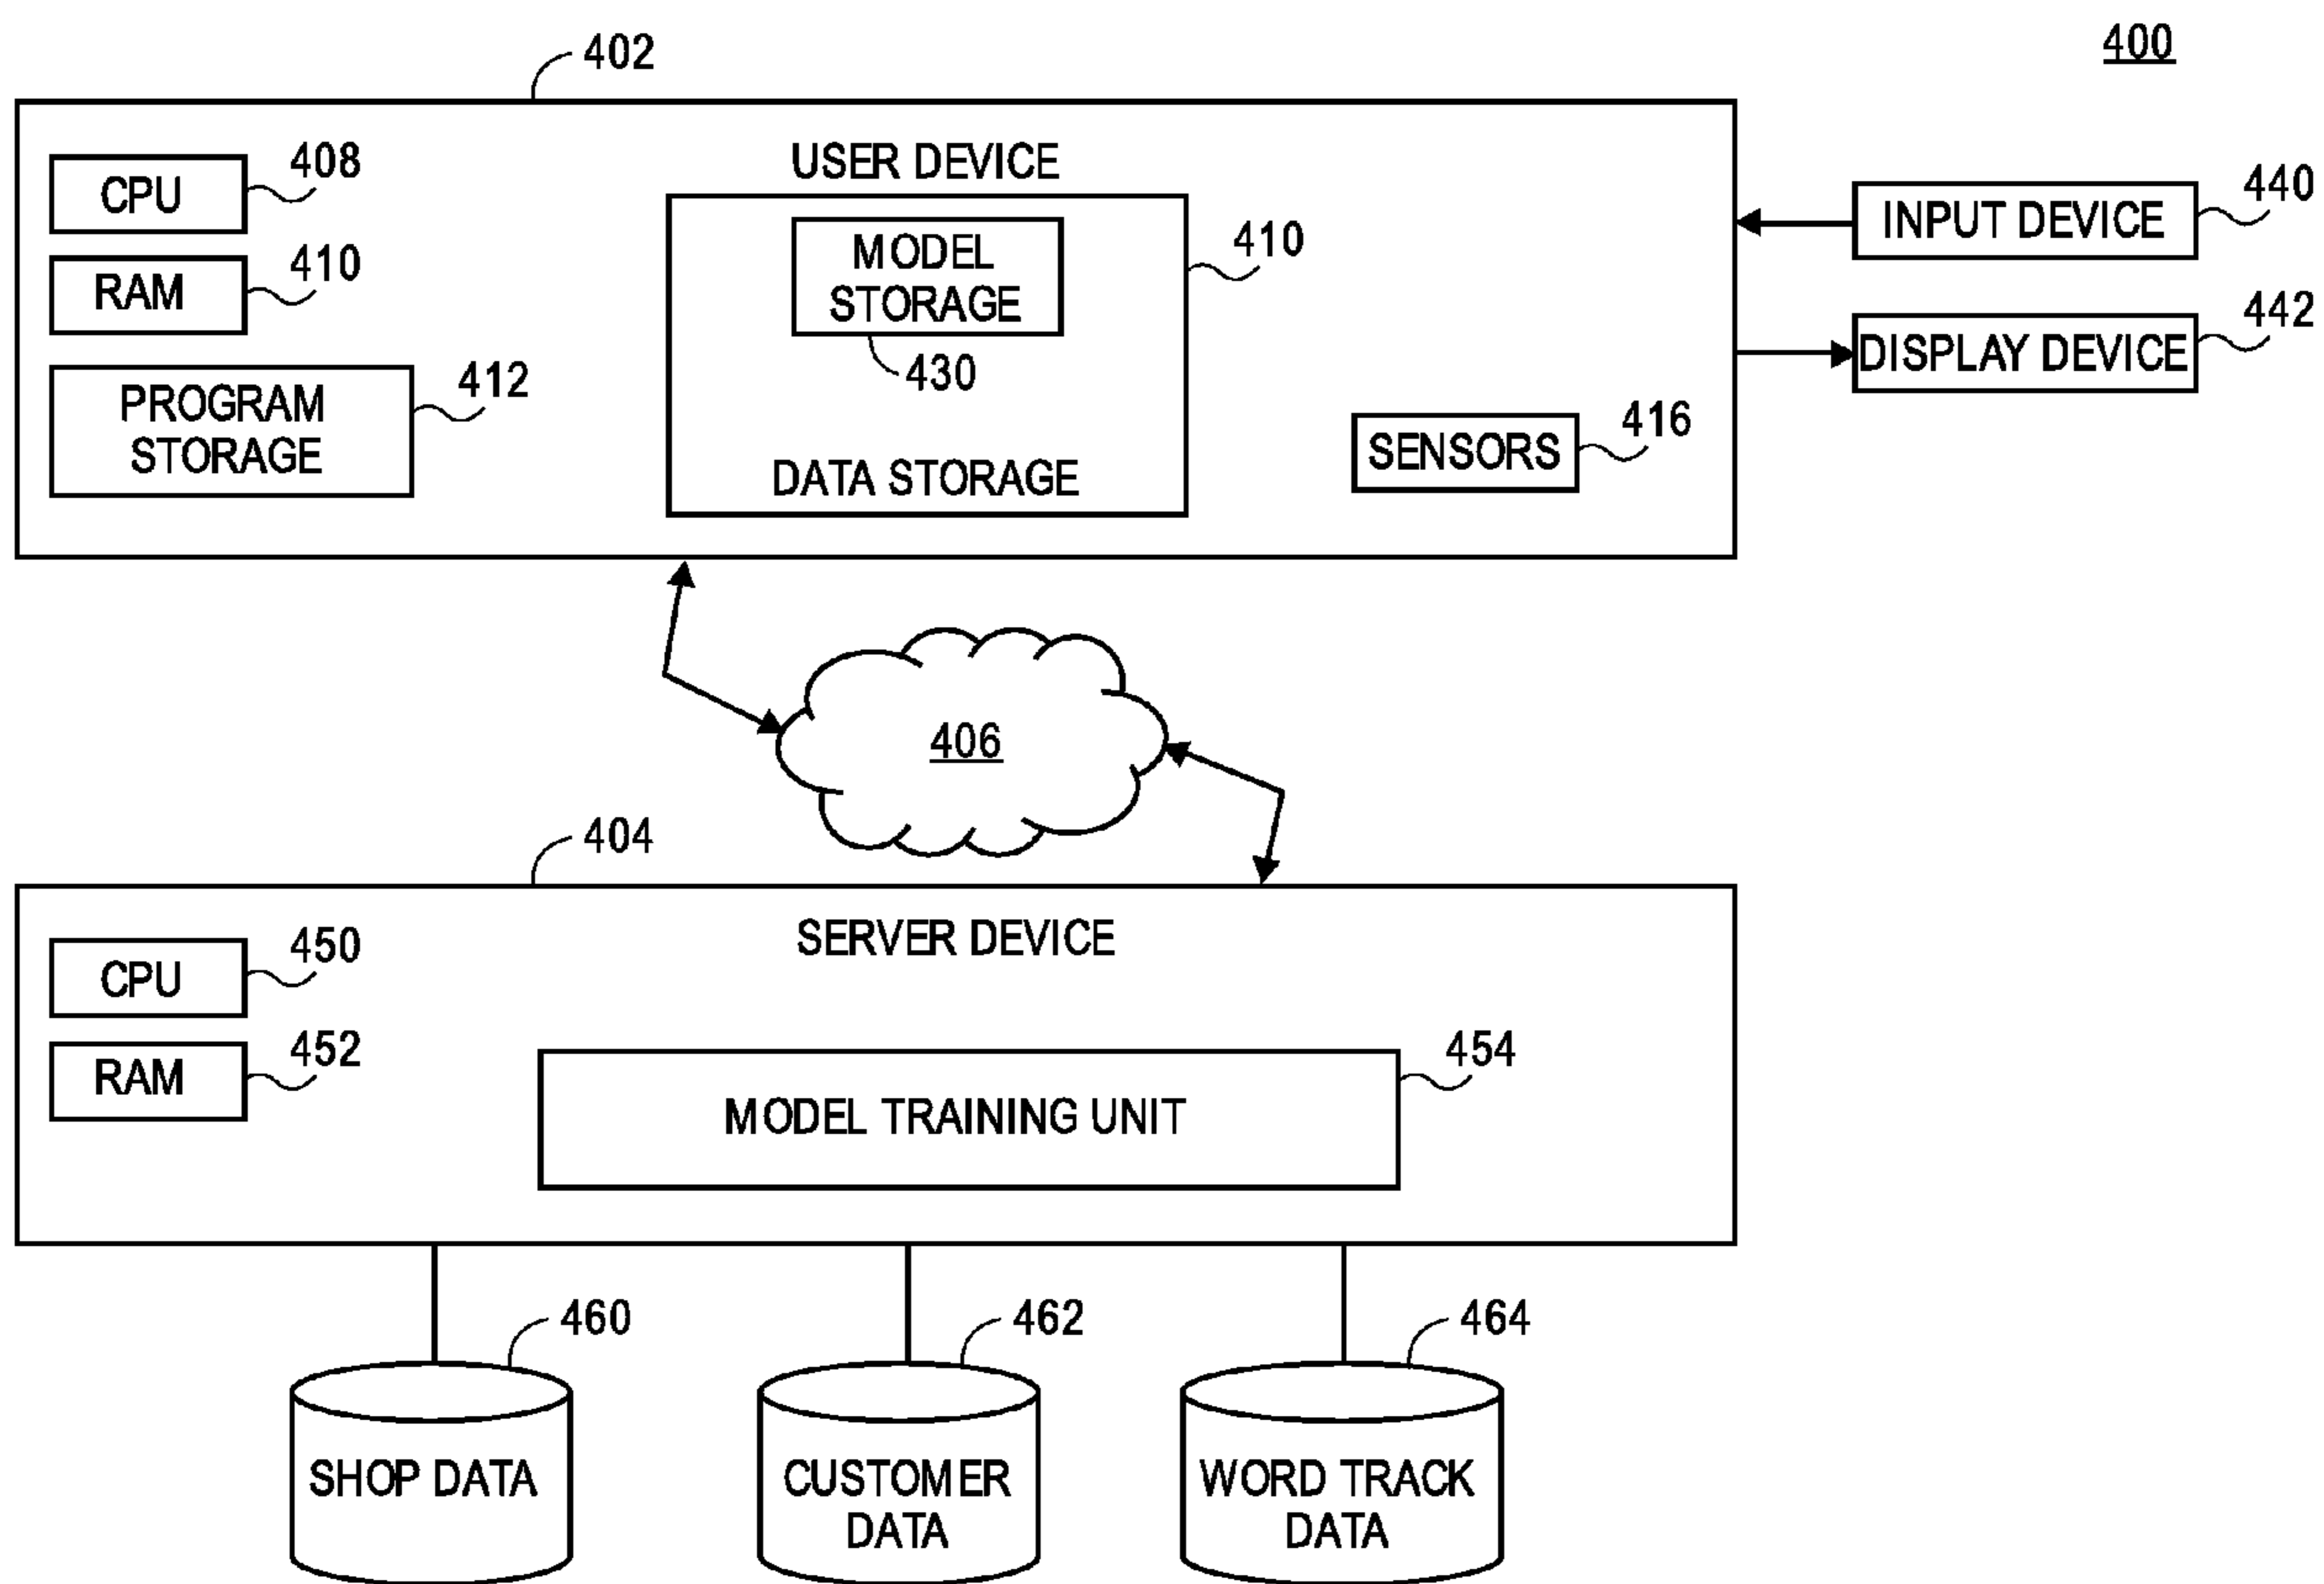 400
402
USER DEVICE
CPU
408
RAM
410
PROGRAM
STORAGE
412
MODEL
STORAGE
430
DATA STORAGE
410
SENSORS
416
INPUT DEVICE
440
DISPLAY DEVICE
442
406
404
SERVER DEVICE
CPU
450
RAM
452
MODEL TRAINING UNIT
454
460
SHOP DATA
462
CUSTOMER
DATA
464
WORD TRACK
DATA